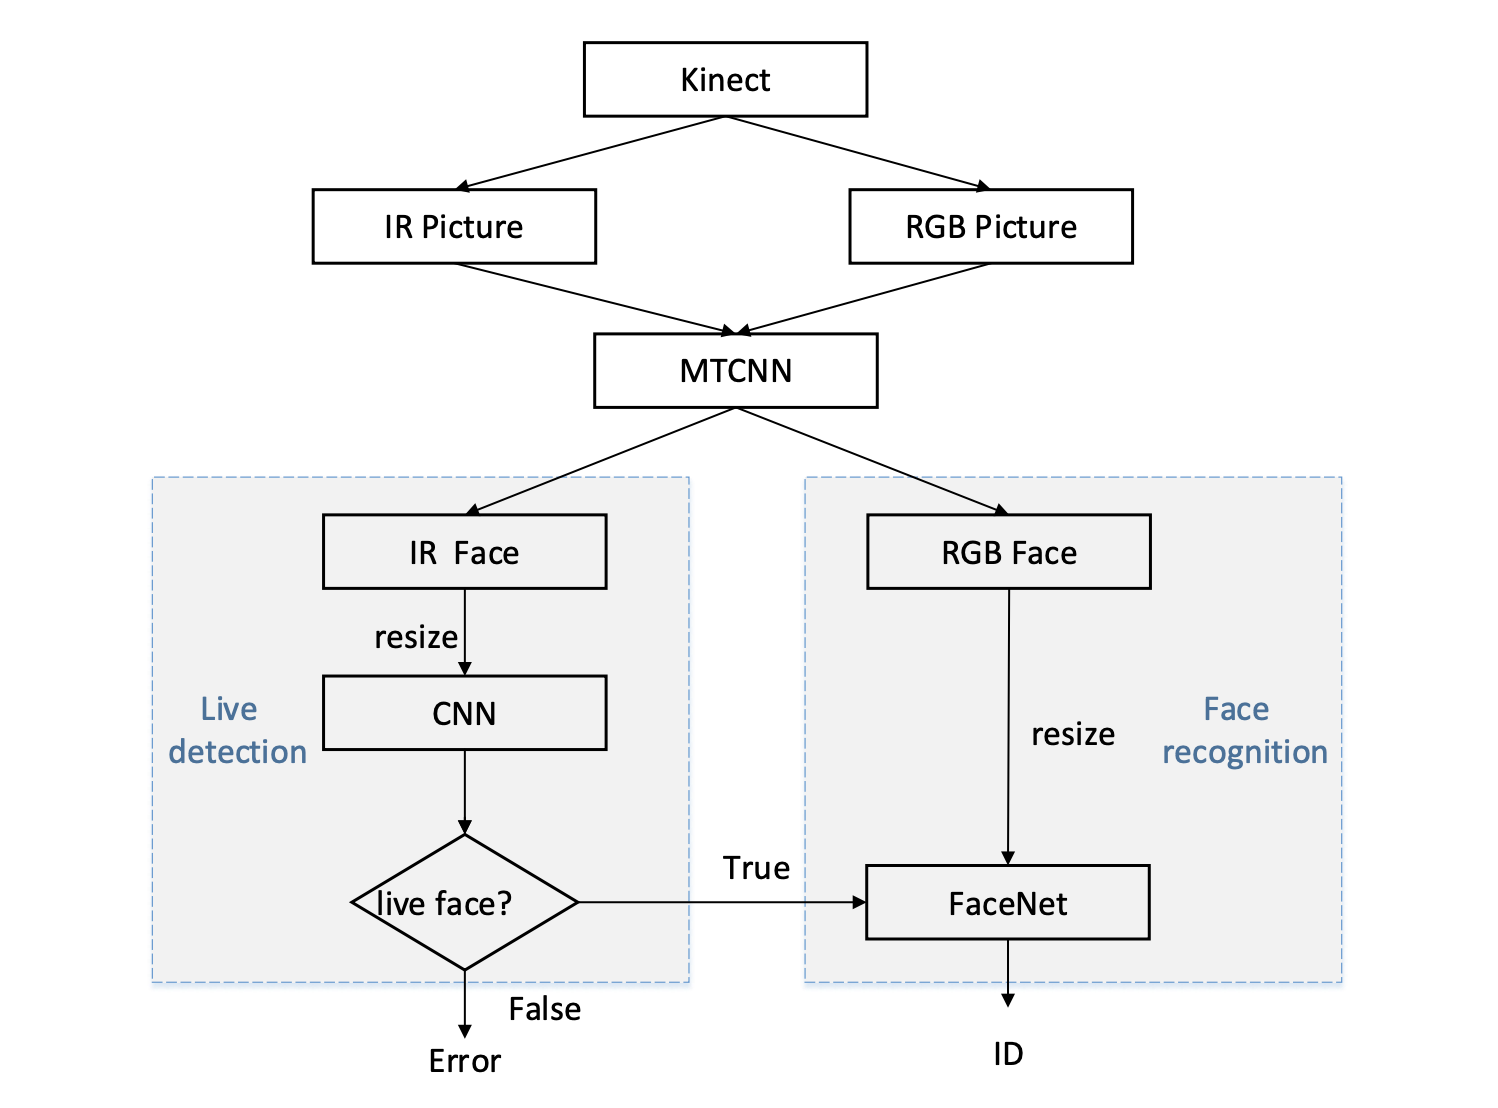 Kinect
IR Picture
RGB Picture
MTCNN
IR Face
RGB Face
resize
CNN
Live
detection
resize
Face
recognition
live face?
True
FaceNet
False
Error
ID